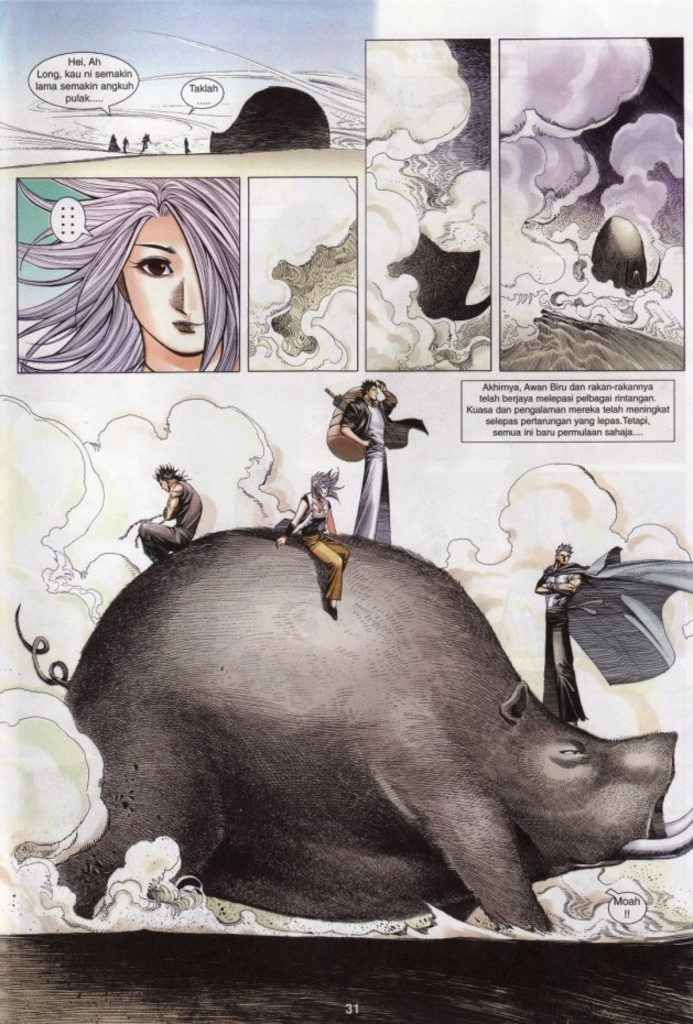 Hei, Ah
Long, kau ni semakin
lama semakin angkuh
pulak.....
Taklah
.....
Akhirnya, Awan Biru dan rakan-rakannya
telah berjaya melepasi pelbagai rintangan.
Kuasa dan pengalaman mereka telah meningkat
selepas pertarungan yang lepas.Tetapi,
semua ini baru permulaan sahaja....
Moah
!!
31